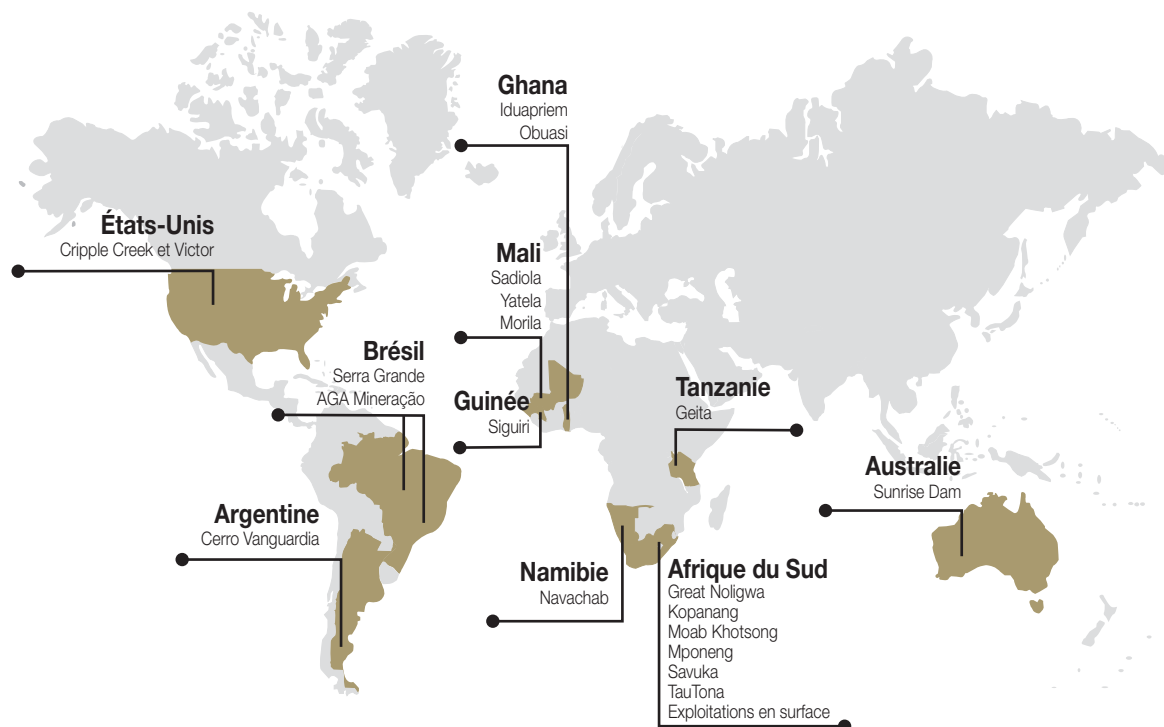 Ghana
Iduapriem
Obuasi
États-Unis
Cripple Creek et Victor
Mali
Sadiola
Yatela
Morila
Brésil
Serra Grande
AGA Mineração
Guinée
Siguiri
Tanzanie
Geita
Australie
Sunrise Dam
Argentine
Cerro Vanguardia
Namibie
Navachab
Afrique du Sud
Great Noligwa
Kopanang
Moab Khotsong
Mponeng
Savuka
TauTona
Exploitations en surface